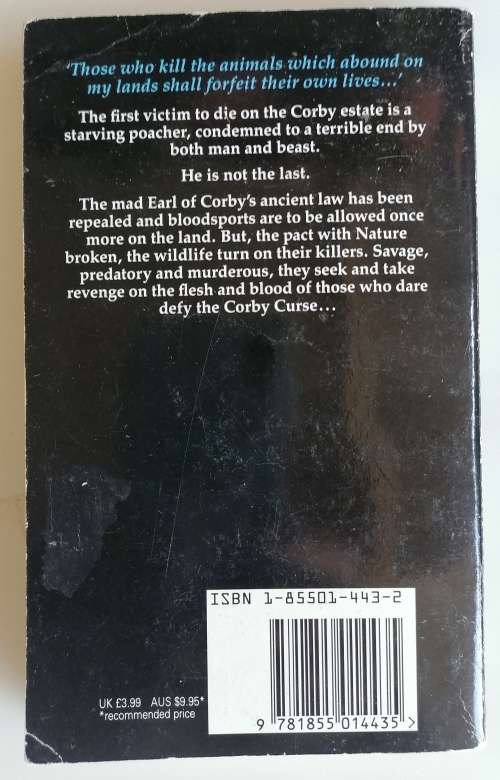 ‘Those who kill the animals which abound on
my lands shall forfeit their own lives...’
The first victim to die on the Corby estate is a
starving poacher, condemned to a terrible end by
both man and beast.
He is not the last.
The mad Earl of Corby's ancient law has been
repealed and bloodsports are to be allowed once
more on the land. But, the pact with Nature
broken, the wildlife turn on their killers. Savage,
predatory and murderous, they seek and take
revenge on the flesh and blood of those who dare
defy the Corby Curse...
ISBN 1-85501-443-2
UK £3.99 AUS $9.95*
*recommended price
9 781855 014435 >